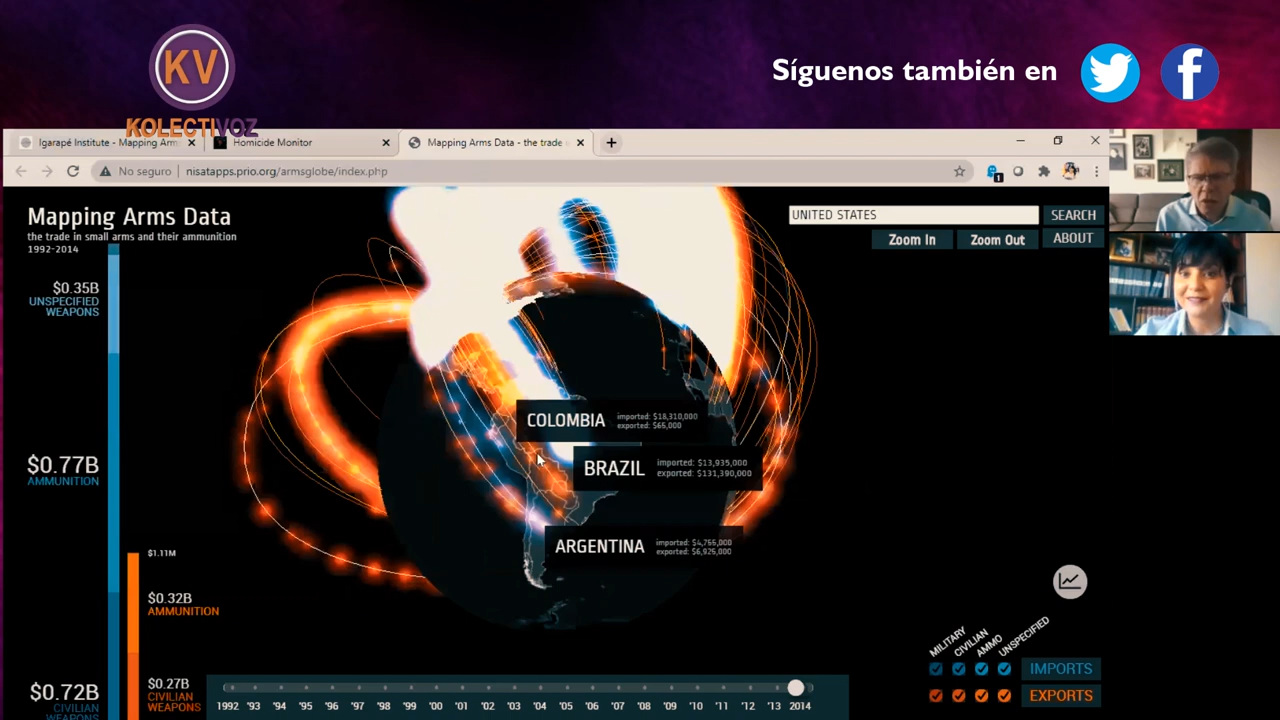 KV
KOLECTIVOZ
Síguenos también en
Igarapé Institute - Mapping Arm
Homicide Monitor
Mapping Arms Data - the trade
No seguro
nisatapps.prio.org/armsglobe/index.php
1
Mapping Arms Data
the trade in small arms and their ammunition
1992-2014
UNITED STATES
SEARCH
Zoom In
Zoom Out
ABOUT
$0.35B
UNSPECIFIED
WEAPONS
$0.77B
AMMUNITION
$0.72B
CIVILIAN
WEAPONS
$1.11M
$0.32B
AMMUNITION
$0.27B
CIVILIAN
WEAPONS
COLOMBIA
imported: $18,310,000
exported: $65,000
BRAZIL
imported: $13,935,000
exported: $131,390,000
ARGENTINA
imported: $4,755,000
exported: $6,925,000
MILITARY
CIVILIAN
AMMO
UNSPECIFIED
IMPORTS
EXPORTS
1992 '93 '94 '95 '96 '97 '98 '99 '00 '01 '02 '03 '04 '05 '06 '07 '08 '09 '10 '11 '12 '13 2014